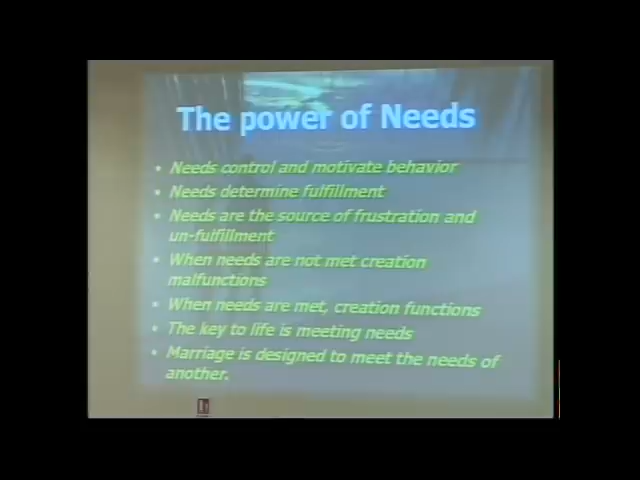 The power of Needs
• Needs control and motivate behavior
• Needs determine fulfillment
• Needs are the source of frustration and
un-fulfillment
• When needs are not met creation
malfunctions
• When needs are met, creation functions
• The key to life is meeting needs
• Marriage is designed to meet the needs of
another.